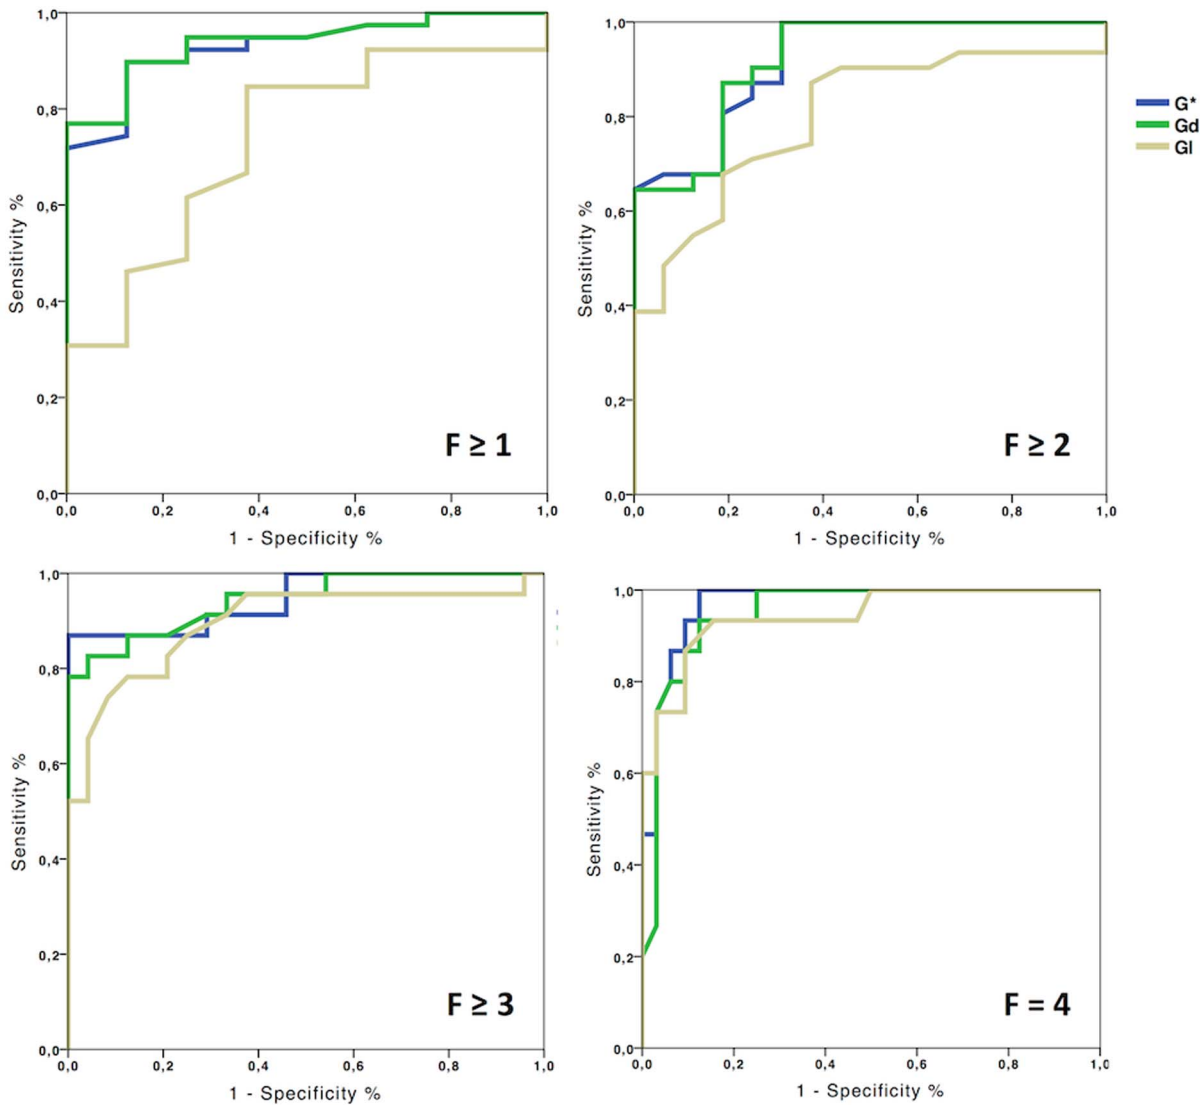 1,0
0,8
0,6
0,4
0,2
0,0
Sensitivity %
0,0 0,2 0,4 0,6 0,8 1,0
1 - Specificity %
F ≥ 1
1,0
0,8
0,6
0,4
0,2
0,0
Sensitivity %
0,0 0,2 0,4 0,6 0,8 1,0
1 - Specificity %
F ≥ 2
G*
Gd
Gl
1,0
0,8
0,6
0,4
0,2
0,0
Sensitivity %
0,0 0,2 0,4 0,6 0,8 1,0
1 - Specificity %
F ≥ 3
1,0
0,8
0,6
0,4
0,2
0,0
Sensitivity %
0,0 0,2 0,4 0,6 0,8 1,0
1 - Specificity %
F = 4